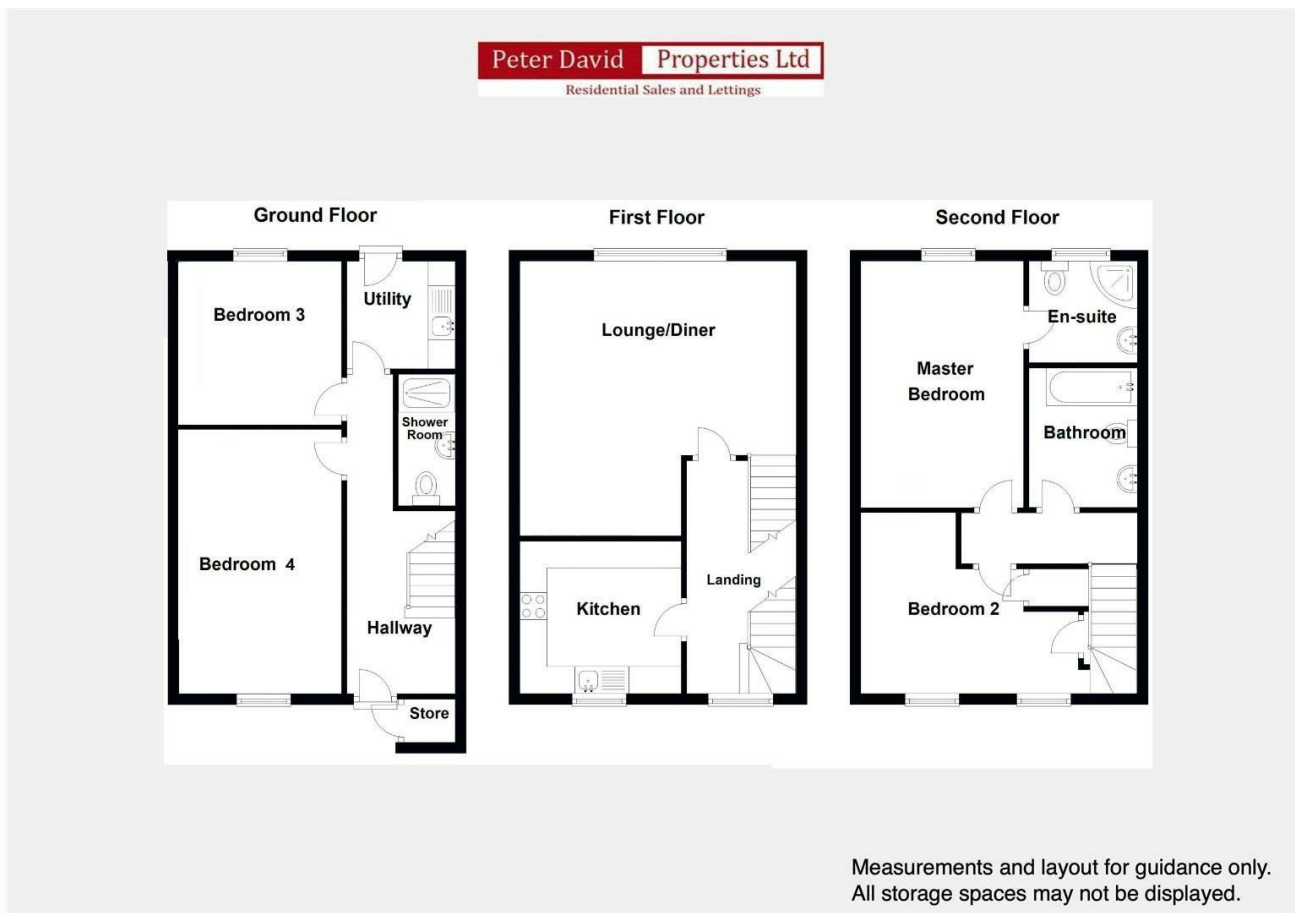 Peter David Properties Ltd
Residential Sales and Lettings
Ground Floor
Bedroom 3
Utility
Shower
Room
Bedroom 4
Hallway
Store
First Floor
Lounge/Diner
Landing
Kitchen
Second Floor
En-suite
Master
Bedroom
Bathroom
Bedroom 2
Measurements and layout for guidance only.
All storage spaces may not be displayed.